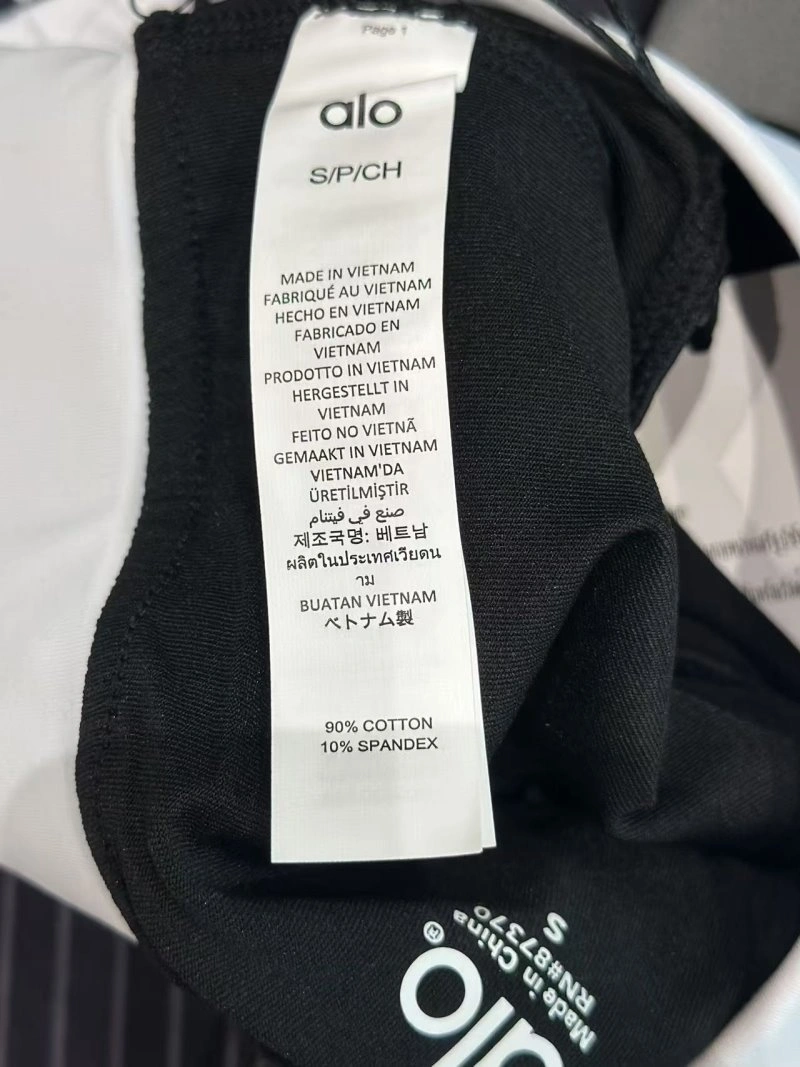 Page 1
alo
S/P/CH
MADE IN VIETNAM
FABRIQUÉ AU VIETNAM
HECHO EN VIETNAM
FABRICADO EN
VIETNAM
PRODOTTO IN VIETNAM
HERGESTELLT IN
VIETNAM
FEITO NO VIETNÃ
GEMAAKT IN VIETNAM
VIETNAM'DA
ÜRETİLMİŞTİR
صنع في فيتنام
제조국명: 베트남
ผลิตในประเทศเวียดน
าม
BUATAN VIETNAM
ベトナム製
90% COTTON
10% SPANDEX
alo®
Made in China
RN#87370
S